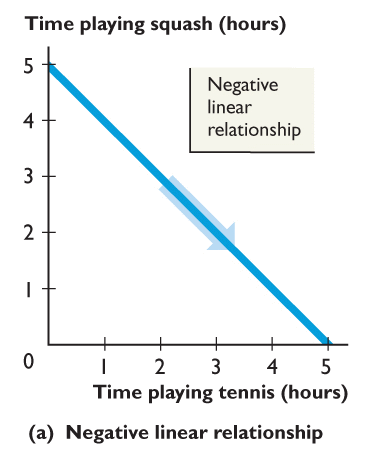 Time playing squash (hours)
5
Negative
linear
relationship
4
3
2
1
0
1 2 3 4 5
Time playing tennis (hours)
(a) Negative linear relationship